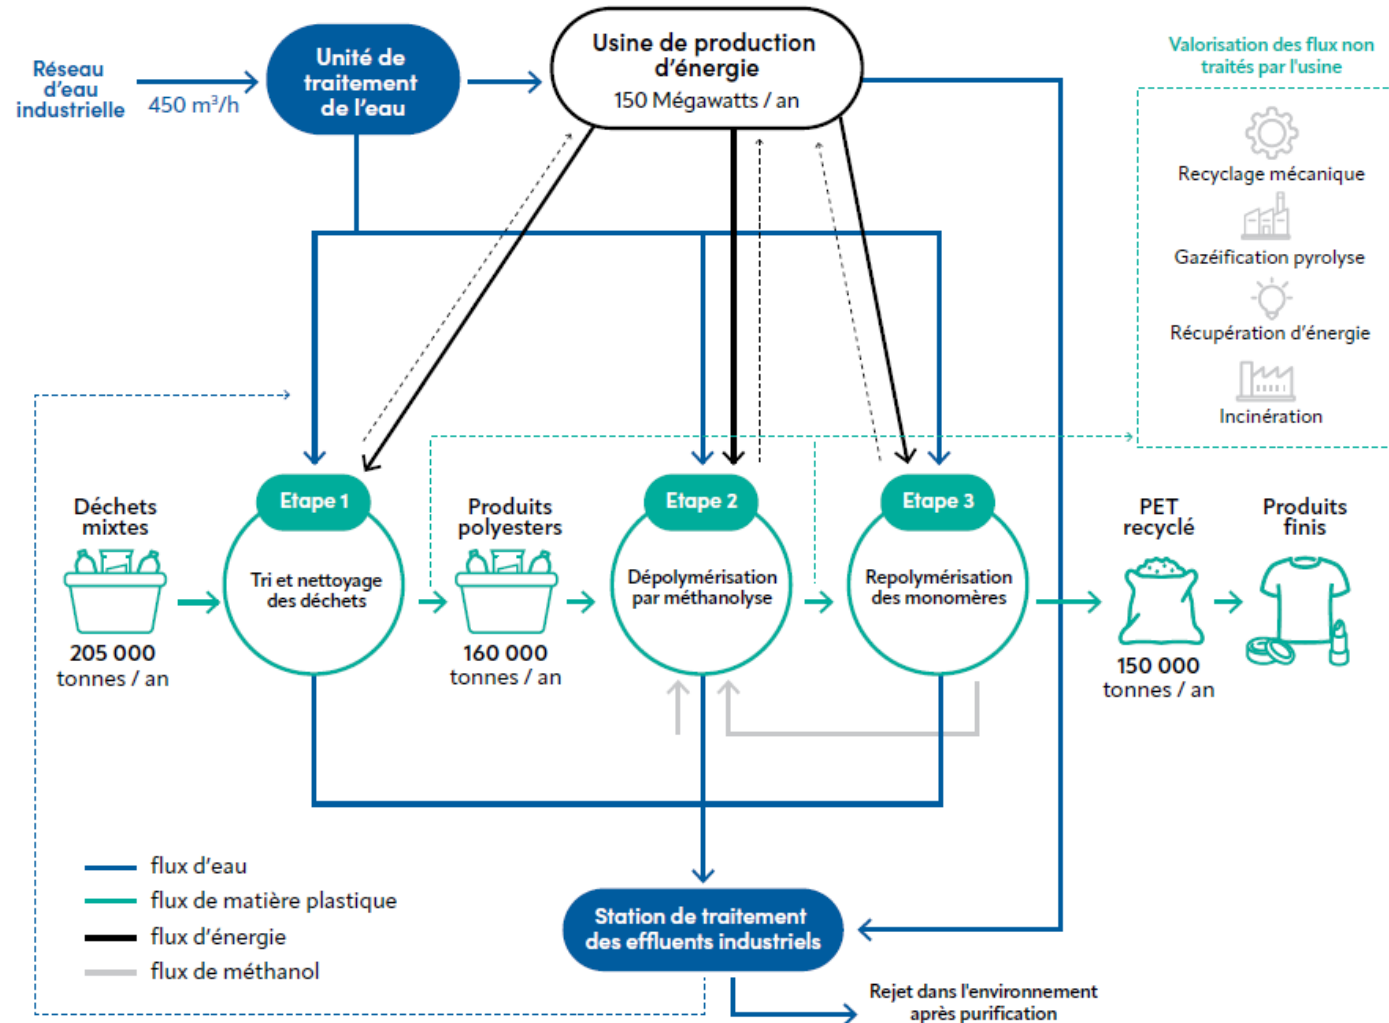 Réseau
d'eau
industrielle
450 m³/h
Unité de
traitement
de l'eau
Usine de production
d'énergie
150 Mégawatts / an
Valorisation des flux non
traités par l'usine
Recyclage mécanique
Gazéification pyrolyse
Récupération d'énergie
Incinération
Déchets
mixtes
205 000
tonnes / an
Etape 1
Tri et nettoyage
des déchets
Produits
polyesters
160 000
tonnes / an
Etape 2
Dépolymérisation
par méthanolyse
Etape 3
Repolymérisation
des monomères
PET
recyclé
150 000
tonnes / an
Produits
finis
flux d'eau
flux de matière plastique
flux d'énergie
flux de méthanol
Station de traitement
des effluents industriels
Rejet dans l'environnement
après purification